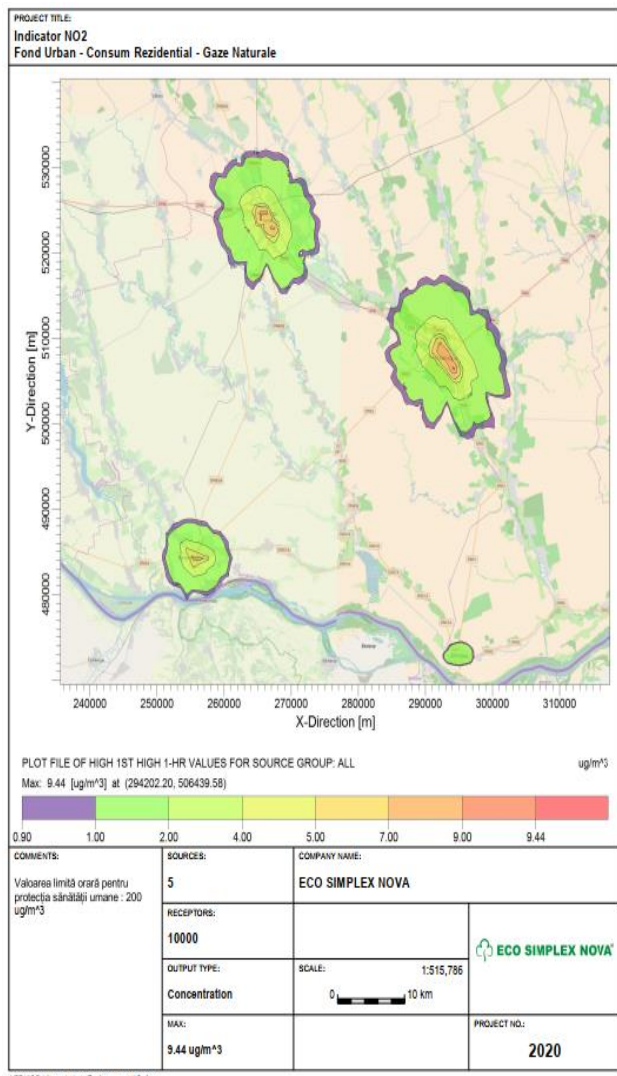 PROJECT TITLE:
Indicator NO2
Fond Urban - Consum Rezidential - Gaze Naturale
Y-Direction [m]
530000
520000
510000
500000
490000
480000
240000 250000 260000 270000 280000 290000 300000 310000
X-Direction [m]
PLOT FILE OF HIGH 1ST HIGH 1-HR VALUES FOR SOURCE GROUP: ALL ug/m^3
Max: 9.44 [ug/m^3] at (294202.20, 506439.58)
0.90 1.00 2.00 4.00 5.00 7.00 9.00 9.44
COMMENTS:
Valoarea limită orară pentru
protecția sănătății umane : 200
ug/m^3
SOURCES:
5
COMPANY NAME:
ECO SIMPLEX NOVA
RECEPTORS:
10000
OUTPUT TYPE:
Concentration
SCALE: 1:515,786
0 10 km
ECO SIMPLEX NOVA
MAX:
9.44 ug/m^3
PROJECT NO.:
2020